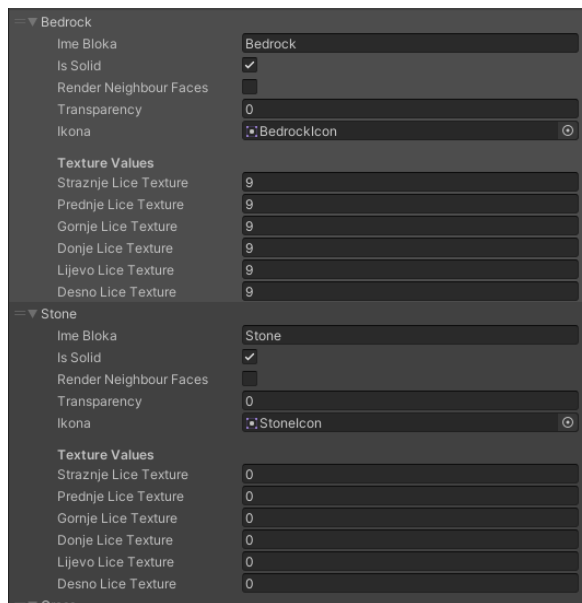 Bedrock
Ime Bloka Bedrock
Is Solid
Render Neighbour Faces
Transparency 0
Ikona BedrockIcon
Texture Values
Straznje Lice Texture 9
Prednje Lice Texture 9
Gornje Lice Texture 9
Donje Lice Texture 9
Lijevo Lice Texture 9
Desno Lice Texture 9
Stone
Ime Bloka Stone
Is Solid
Render Neighbour Faces
Transparency 0
Ikona StoneIcon
Texture Values
Straznje Lice Texture 0
Prednje Lice Texture 0
Gornje Lice Texture 0
Donje Lice Texture 0
Lijevo Lice Texture 0
Desno Lice Texture 0